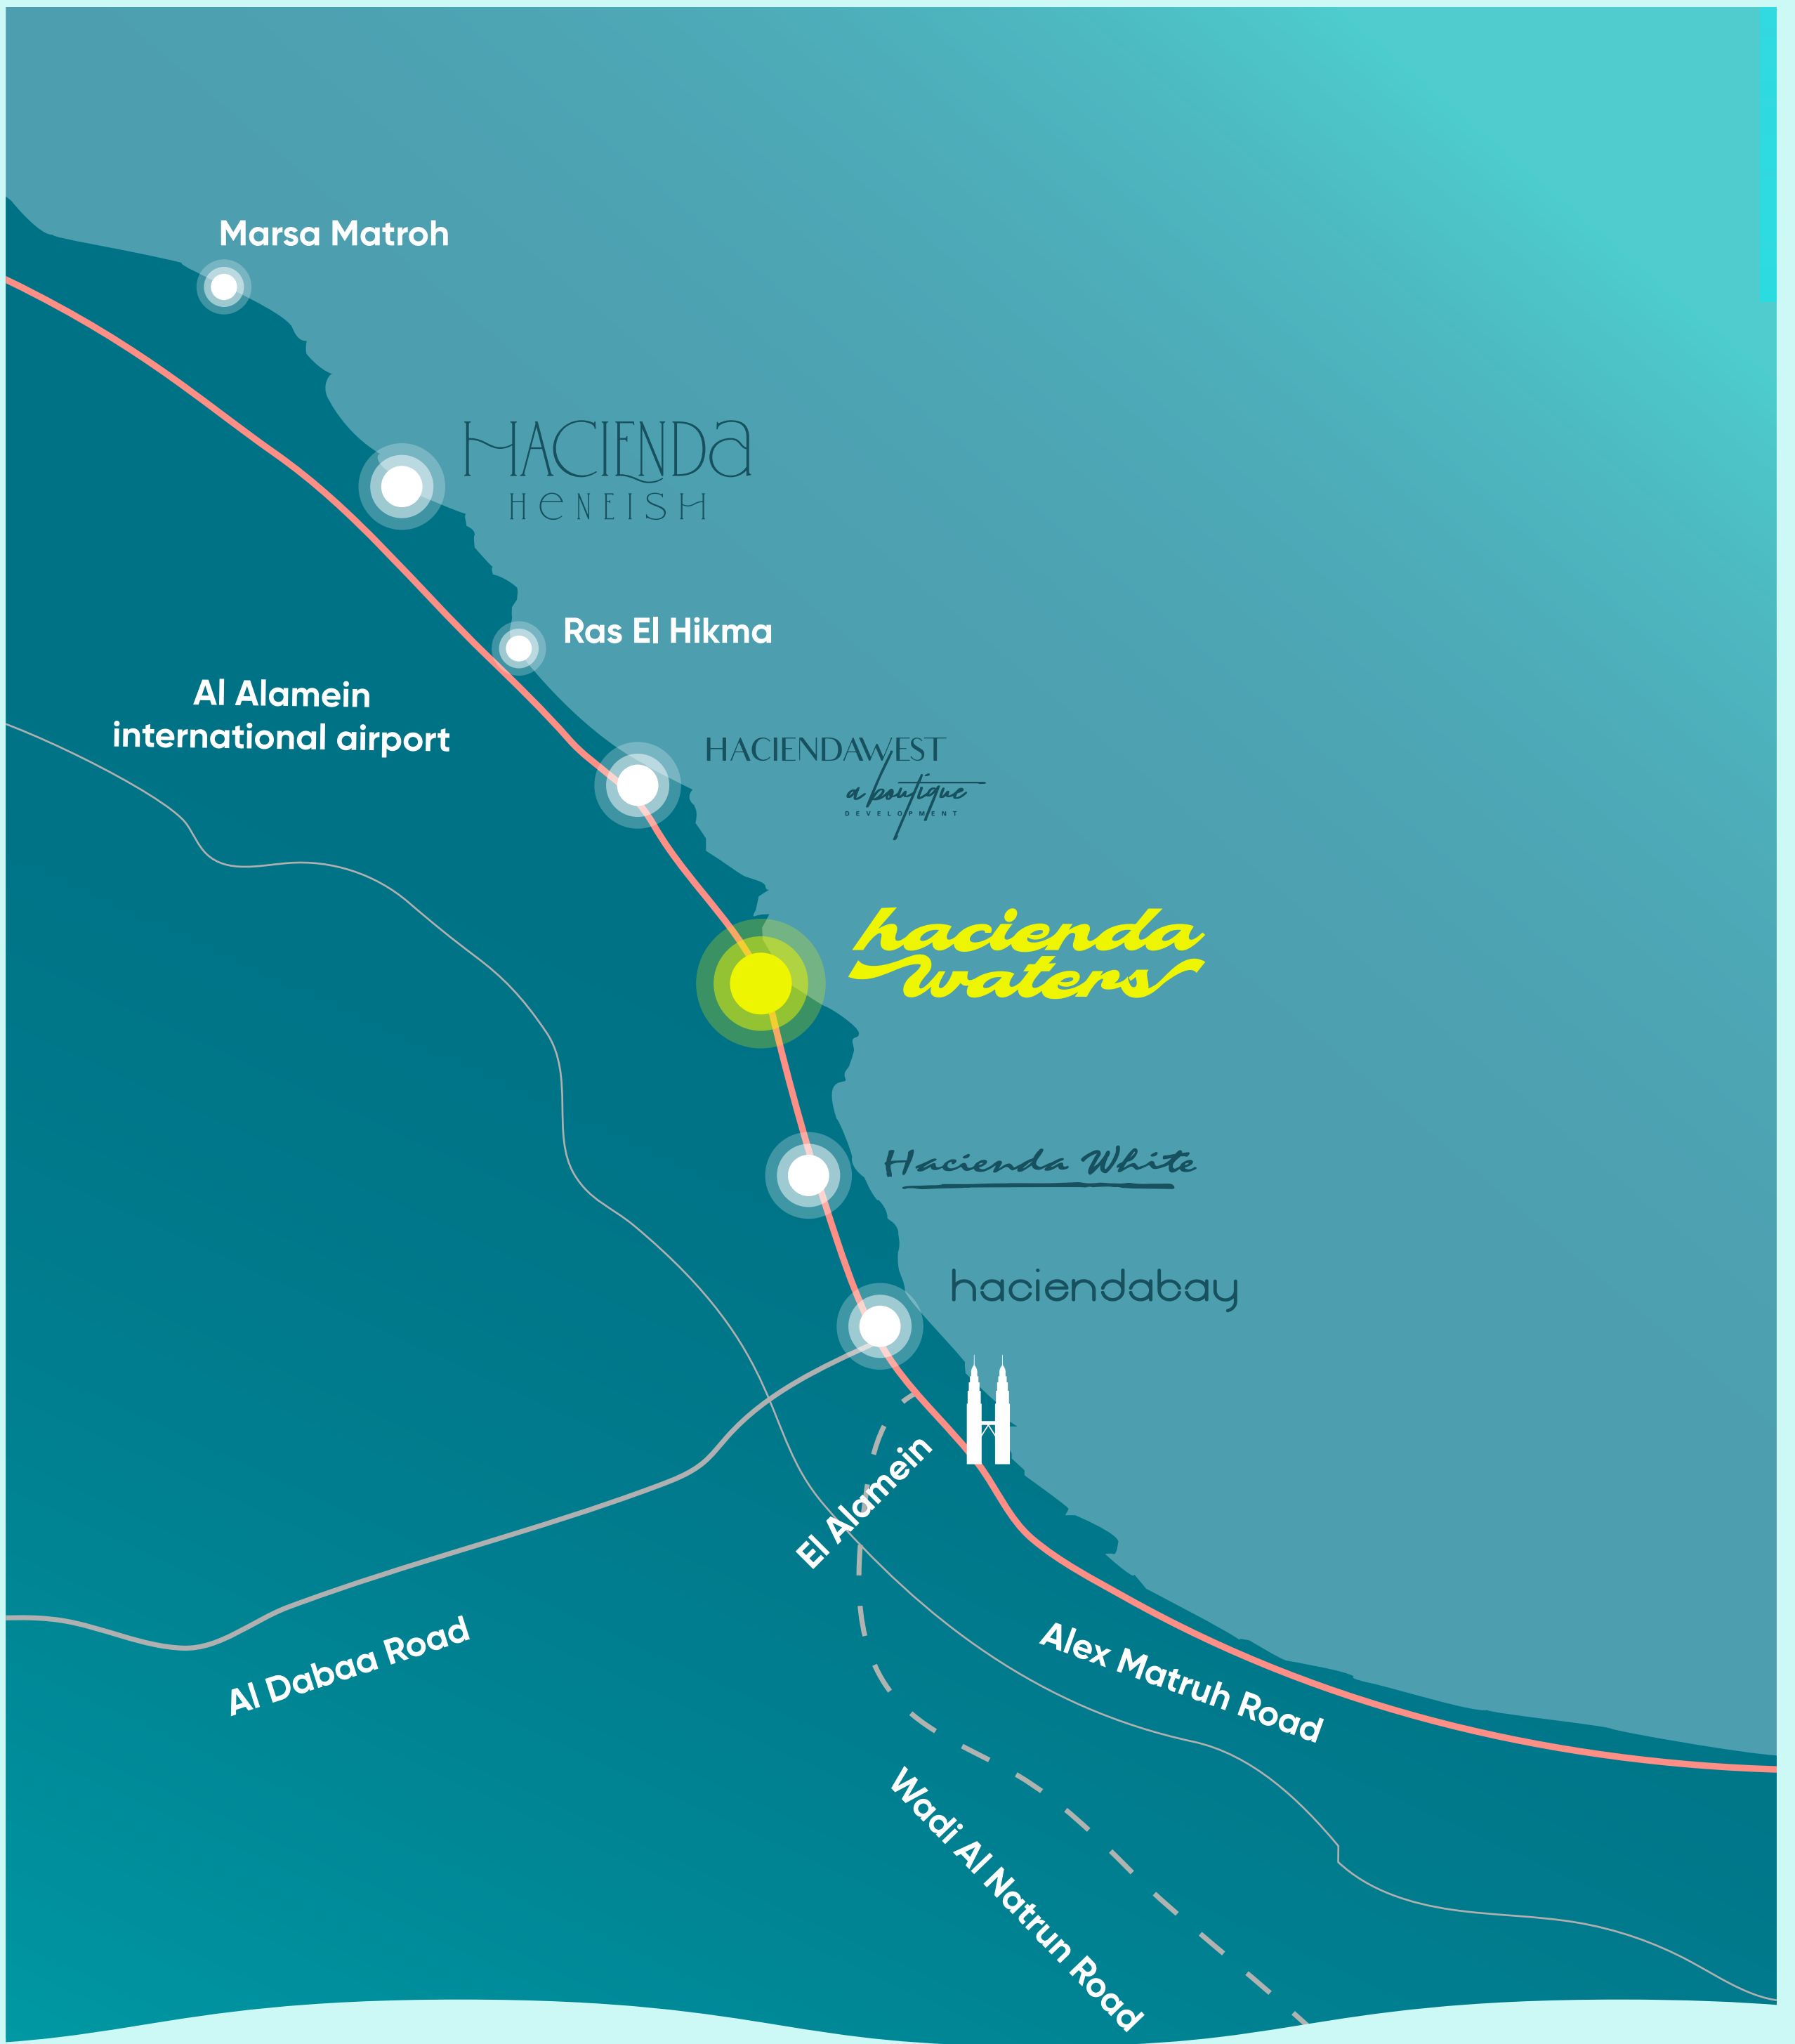 Marsa Matroh
HACIENDa
HeNEISH
Ras El Hikma
Al Alamein
international airport
HACIENDAWEST
a boutique
DEVELOPMENT
hacienda
waters
Hacienda White
haciendabay
El Alamein
Al Dabaa Road
Alex Matruh Road
Wadi Al Natrun Road